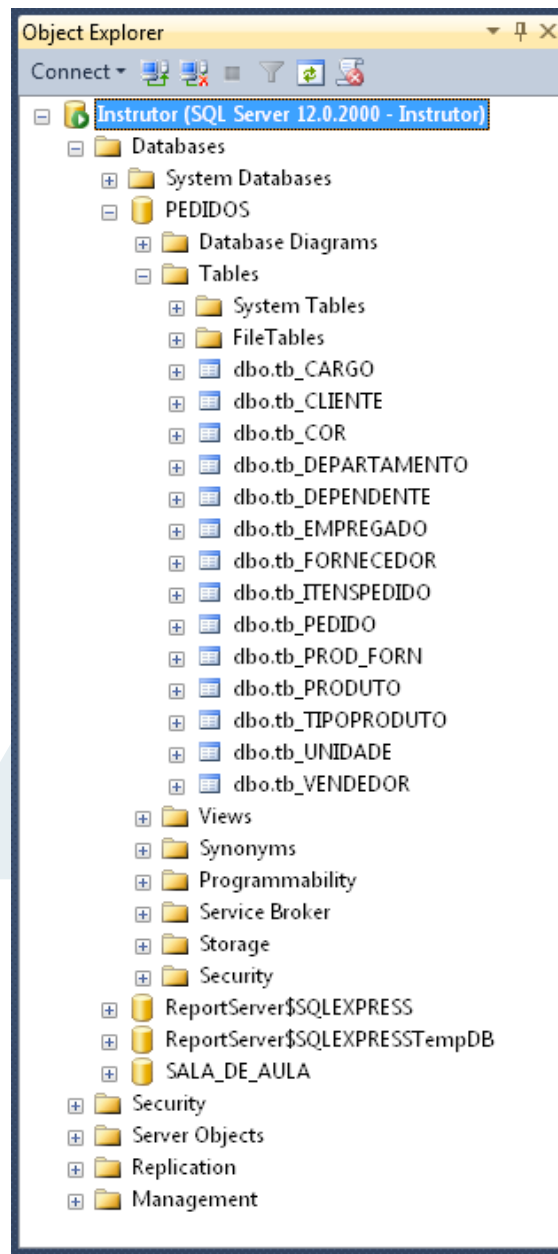 Object Explorer
Connect
Instrutor (SQL Server 12.0.2000 - Instrutor)
Databases
System Databases
PEDIDOS
Database Diagrams
Tables
System Tables
FileTables
dbo.tb_CARGO
dbo.tb_CLIENTE
dbo.tb_COR
dbo.tb_DEPARTAMENTO
dbo.tb_DEPENDENTE
dbo.tb_EMPREGADO
dbo.tb_FORNECEDOR
dbo.tb_ITENSPEDIDO
dbo.tb_PEDIDO
dbo.tb_PROD_FORN
dbo.tb_PRODUTO
dbo.tb_TIPOPRODUTO
dbo.tb_UNIDADE
dbo.tb_VENDEDOR
Views
Synonyms
Programmability
Service Broker
Storage
Security
ReportServer$SQLEXPRESS
ReportServer$SQLEXPRESSTempDB
SALA_DE_AULA
Security
Server Objects
Replication
Management